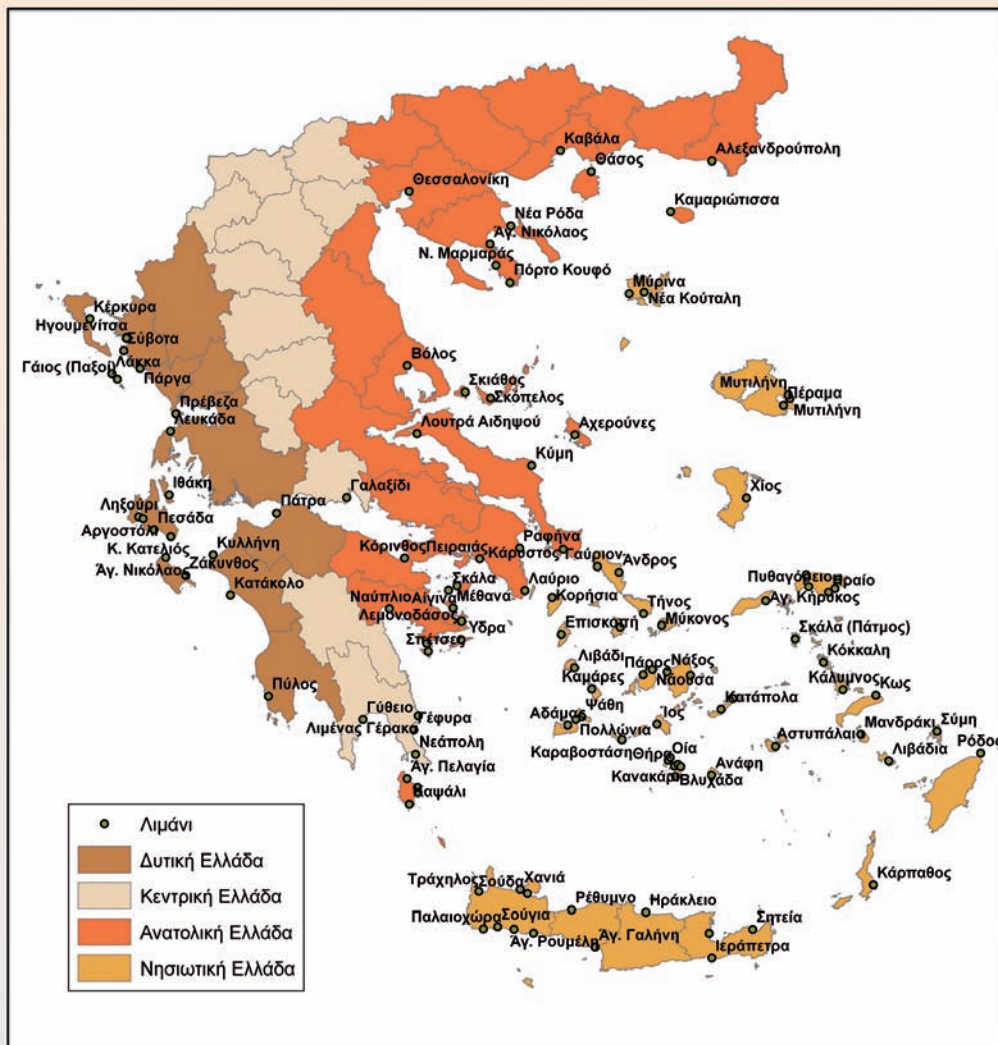 Καβάλα
Θάσος
Αλεξανδρούπολη
Θεσσαλονίκη
Καμαριώτισσα
Νέα Ρόδα
Άγ. Νικόλαος
Ν. Μαρμαράς
Πόρτο Κουφό
Μύρινα
Νέα Κούταλη
Κέρκυρα
Ηγουμενίτσα
Σύβοτα
Λάκκα
Γάιος (Παξοί)
Πάργα
Βόλος
Σκιάθος
Σκόπελος
Μυτιλήνη
Πέραμα
Μυτιλήνη
Πρέβεζα
Λευκάδα
Λουτρά Αιδηψού
Αχερούνες
Κύμη
Ιθάκη
Γαλαξίδι
Χίος
Ληξούρι
Πεσάδα
Πάτρα
Αργοστόλι
Κ. Κατελιός
Κυλλήνη
Κόρινθος
Πειραιάς
Ραφήνα
Κάρυστος
Γαύριον
Άνδρος
Άγ. Νικόλαος
Ζάκυνθος
Κατάκολο
Σκάλα
Λαύριο
Πυθαγόρειο
Ηραίο
Ναύπλιο
Αίγινα
Μέθανα
Κορήσια
Αγ. Κήρυκος
Λεμονοδάσος
Τήνος
Ύδρα
Επισκοπή
Μύκονος
Σπέτσες
Σκάλα (Πάτμος)
Λιβάδι
Πάρος
Νάξος
Κόκκαλη
Καμάρες
Νάουσα
Κάλυμνος
Κως
Πύλος
Ψάθη
Κατάπολα
Γύθειο
Γέφυρα
Αδάμας
Ίος
Λιμένας Γέρακα
Πολλώνια
Αστυπάλαια
Μανδράκι
Σύμη
Νεάπολη
Καραβοστάση
Θήρα
Οία
Λιβάδια
Ρόδος
Αγ. Πελαγία
Ανάφη
Καψάλι
Κανακάρι
Βλυχάδα
Λιμάνι
Δυτική Ελλάδα
Κεντρική Ελλάδα
Ανατολική Ελλάδα
Νησιωτική Ελλάδα
Τράχηλος
Σούδα
Χανιά
Κάρπαθος
Ρέθυμνο
Ηράκλειο
Παλαιοχώρα
Σούγια
Σητεία
Άγ. Ρουμέλη
Άγ. Γαλήνη
Ιεράπετρα